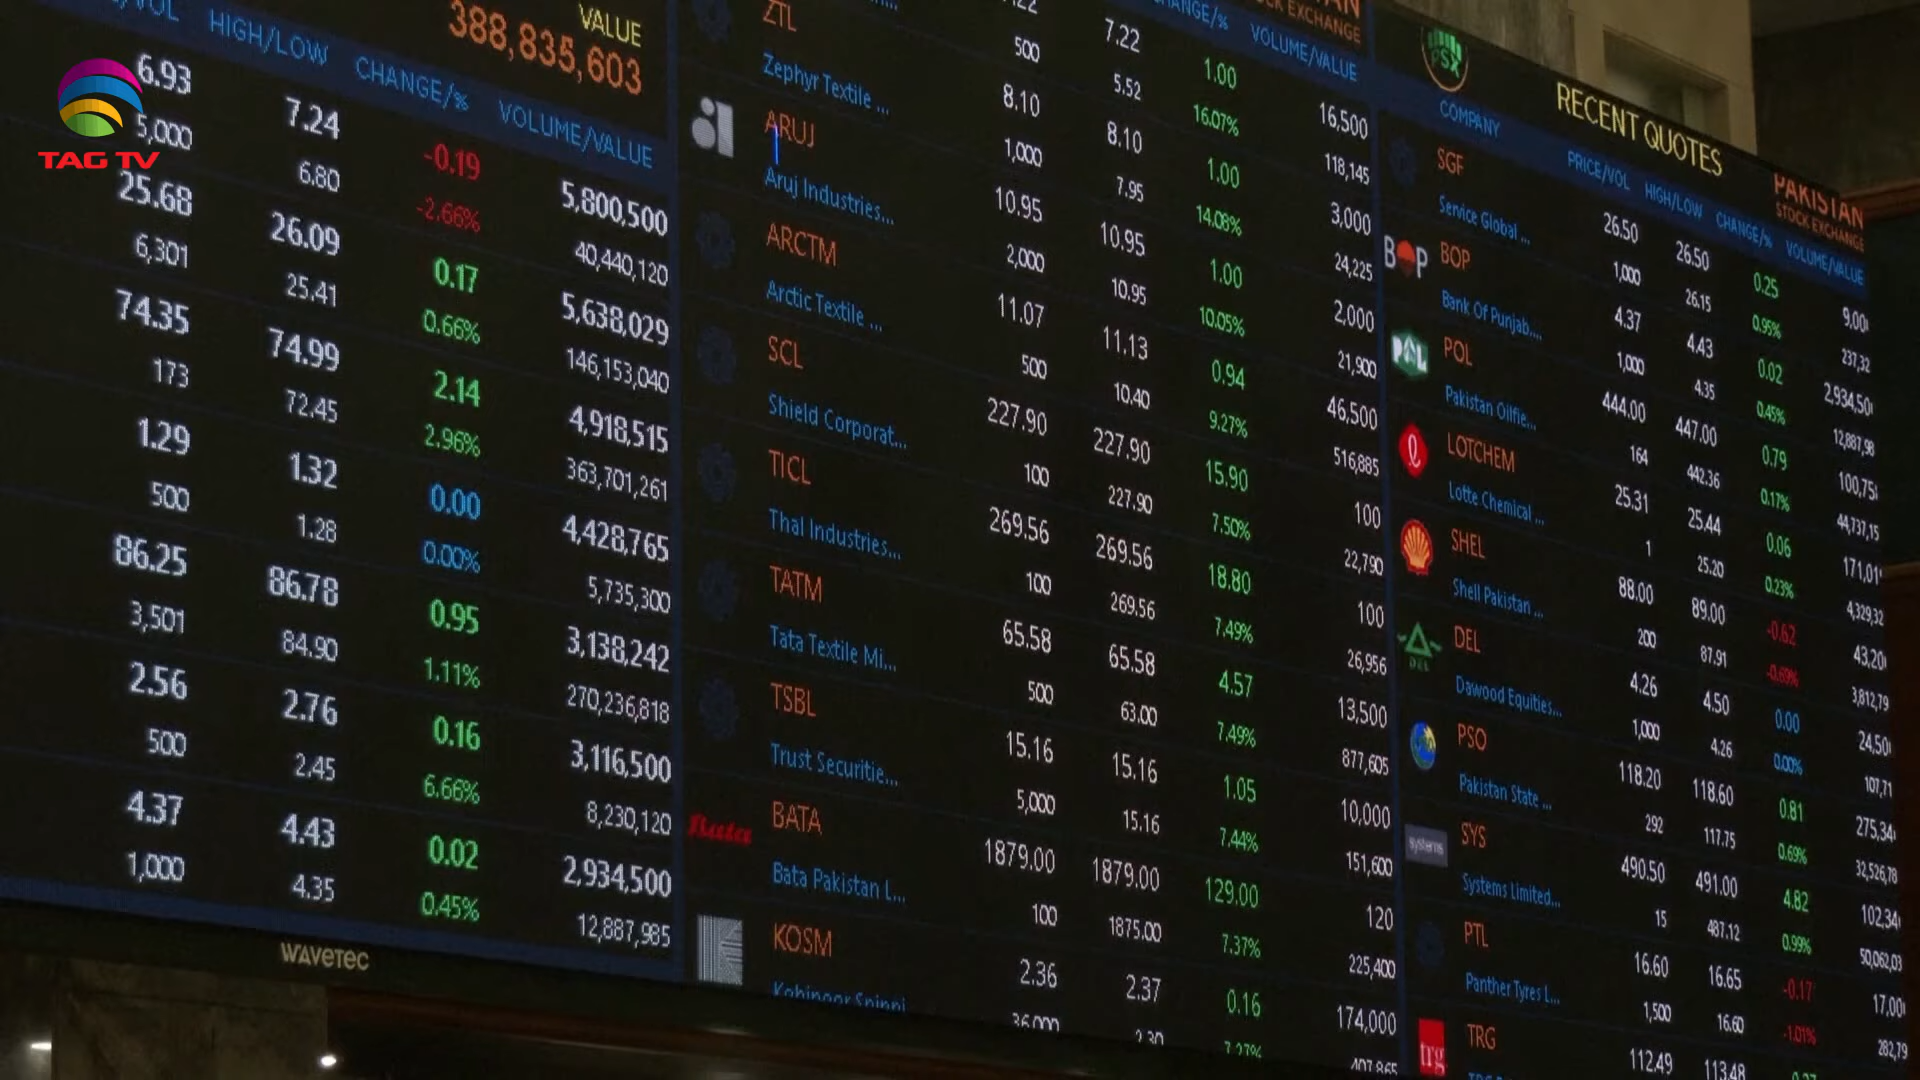 TAG TV
VALUE
388,835,603
HIGH/LOW CHANGE/% VOLUME/VALUE
6.93 7.24 -0.19 5,800,500
5,000 6.80 -2.66% 40,440,120
25.68 26.09 0.17 5,638,029
6,301 25.41 0.66% 146,153,040
74.35 74.99 2.14 4,918,515
173 72.45 2.96% 363,701,261
1.29 1.32 0.00 4,428,765
500 1.28 0.00% 5,735,300
86.25 86.78 0.95 3,138,242
3,501 84.90 1.11% 270,236,818
2.56 2.76 0.16 3,116,500
500 2.45 6.66% 8,230,120
4.37 4.43 0.02 2,934,500
1,000 4.35 0.45% 12,887,985
WAVETEC
STOCK EXCHANGE
VOLUME/VALUE
ZTL 7.22 1.00 16,500
Zephyr Textile ... 500 5.52 16.07% 118,145
ARUJ 8.10 8.10 1.00 3,000
Aruj Industries... 1,000 7.95 14.08% 24,225
ARCTM 10.95 10.95 1.00 2,000
Arctic Textile ... 2,000 10.95 10.05% 21,900
SCL 11.07 11.13 0.94 46,500
Shield Corporat... 500 10.40 9.27% 516,885
TICL 227.90 227.90 15.90 100
Thal Industries... 100 227.90 7.50% 22,790
TATM 269.56 269.56 18.80 100
Tata Textile Mi... 100 269.56 7.49% 26,956
TSBL 65.58 65.58 4.57 13,500
Trust Securitie... 500 63.00 7.49% 877,605
BATA 15.16 15.16 1.05 10,000
Bata Pakistan L... 5,000 15.16 7.44% 151,600
KOSM 1879.00 1879.00 129.00 120
100 1875.00 7.37% 225,400
2.36 2.37 0.16 174,000
36,000 2.30 7.27% 407,865
PSX
RECENT QUOTES
PAKISTAN
STOCK EXCHANGE
COMPANY PRICE/VOL HIGH/LOW CHANGE/% VOLUME/VALUE
SGF 26.50 26.50 0.25
Service Global ... 1,000 26.15 0.95%
BOP BOP 4.37 4.43 0.02
Bank Of Punjab.... 1,000 4.35 0.45%
POL POL 444.00 447.00 0.79
Pakistan Oilfie... 164 442.36 0.17%
LOTCHEM 25.31 25.44 0.06
Lotte Chemical ... 1 25.20 0.23%
SHEL 88.00 89.00 -0.62
Shell Pakistan ... 200 87.91 -0.69%
DEL 4.26 4.50 0.00
Dawood Equities... 1,000 4.26 0.00%
PSO 118.20 118.60 0.81
Pakistan State ... 292 117.75 0.69%
systems SYS 490.50 491.00 4.82
Systems Limited... 15 487.12 0.99%
PTL 16.60 16.65 -0.17
Panther Tyres L... 1,500 16.60 -1.01%
trg TRG 112.49 113.48